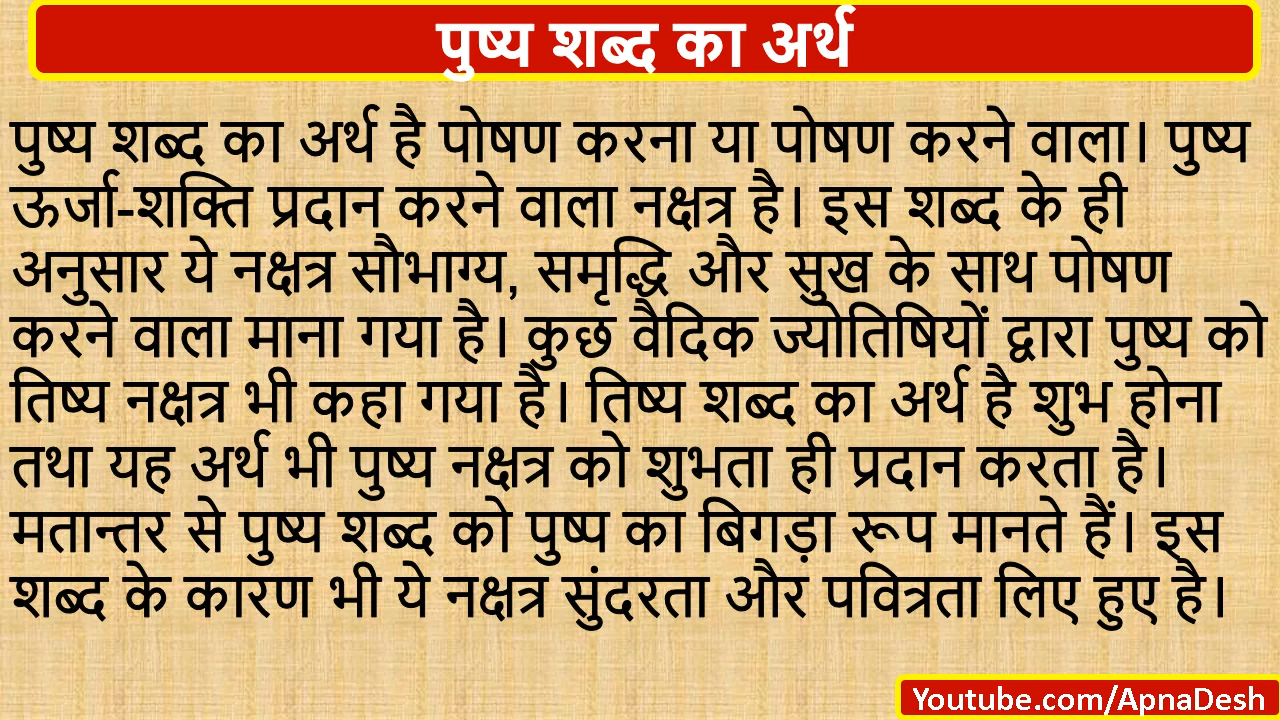 पुष्य शब्द का अर्थ
पुष्य शब्द का अर्थ है पोषण करना या पोषण करने वाला। पुष्य
ऊर्जा-शक्ति प्रदान करने वाला नक्षत्र है। इस शब्द के ही
अनुसार ये नक्षत्र सौभाग्य, समृद्धि और सुख के साथ पोषण
करने वाला माना गया है। कुछ वैदिक ज्योतिषियों द्वारा पुष्य को
तिष्य नक्षत्र भी कहा गया है। तिष्य शब्द का अर्थ है शुभ होना
तथा यह अर्थ भी पुष्य नक्षत्र को शुभता ही प्रदान करता है।
मतान्तर से पुष्य शब्द को पुष्प का बिगड़ा रूप मानते हैं। इस
शब्द के कारण भी ये नक्षत्र सुंदरता और पवित्रता लिए हुए है।
Youtube.com/ApnaDesh